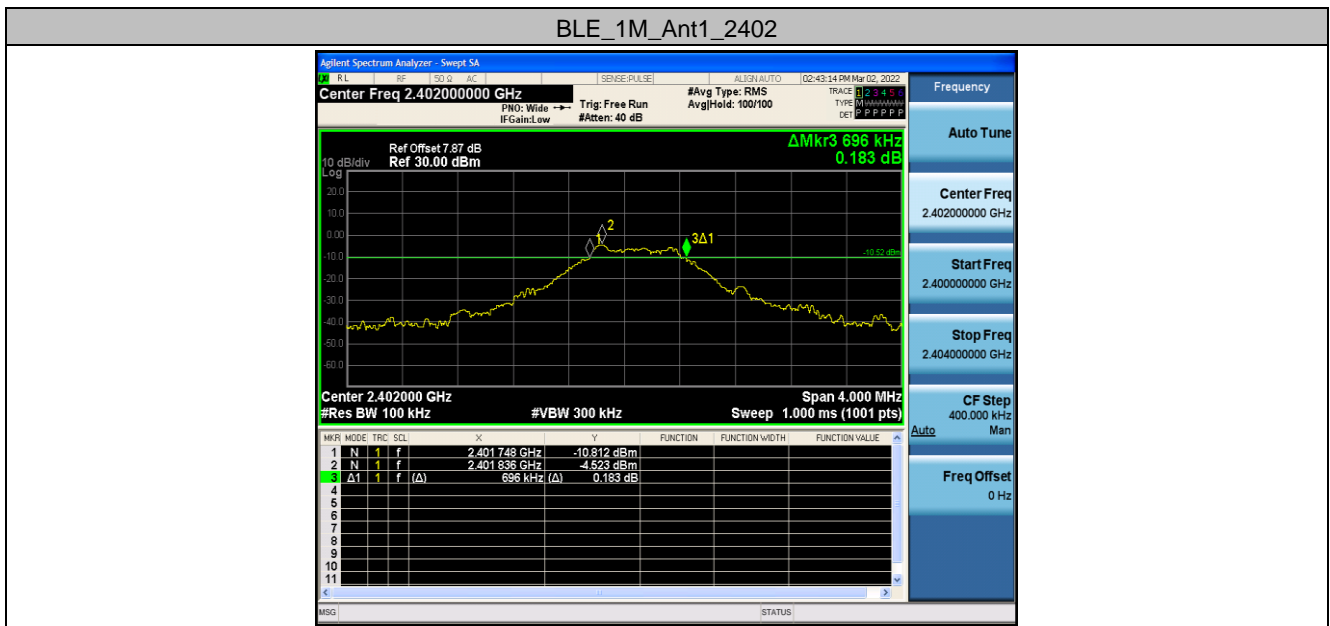 BLE_1M_Ant1_2402
Agilent Spectrum Analyzer - Swept SA
RL RF 50 Ω AC SENSE:PULSE ALIGN AUTO 02:43:14 PM Mar 02, 2022
Center Freq 2.402000000 GHz
PNO: Wide
IFGain:Low
Trig: Free Run
#Atten: 40 dB
#Avg Type: RMS
Avg|Hold: 100/100
TRACE 1 2 3 4 5 6
TYPE M W W W W W
DET P P P P P P
Frequency
Ref Offset 7.87 dB
10 dB/div Ref 30.00 dBm
Log
ΔMkr3 696 kHz
0.183 dB
20.0
10.0
0.00
-10.0
-20.0
-30.0
-40.0
-50.0
-60.0
1
2
3Δ1
-10.52 dBm
Center 2.402000 GHz Span 4.000 MHz
#Res BW 100 kHz #VBW 300 kHz Sweep 1.000 ms (1001 pts)
MKR MODE TRC SCL X Y FUNCTION FUNCTION WIDTH FUNCTION VALUE
1 N 1 f 2.401 748 GHz -10.812 dBm
2 N 1 f 2.401 836 GHz -4.523 dBm
3 Δ1 1 f (Δ) 696 kHz (Δ) 0.183 dB
4
5
6
7
8
9
10
11
MSG STATUS
Auto Tune
Center Freq
2.402000000 GHz
Start Freq
2.400000000 GHz
Stop Freq
2.404000000 GHz
CF Step
400.000 kHz
Auto Man
Freq Offset
0 Hz